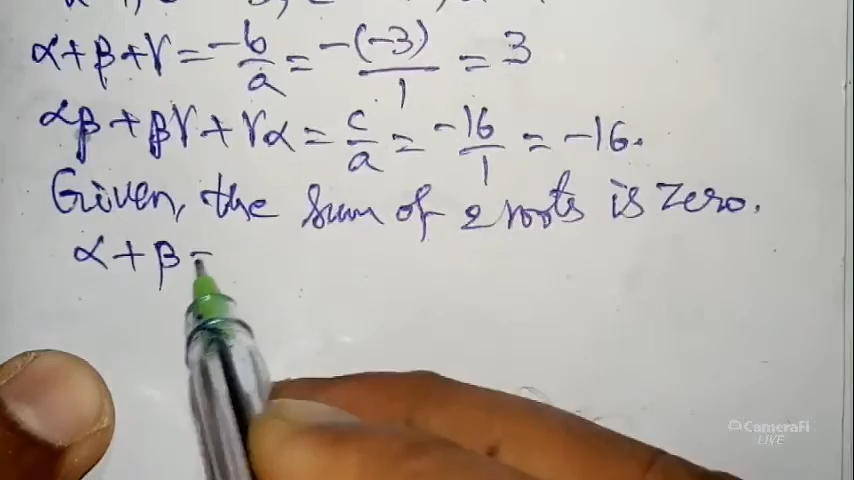 α+β+γ = -b/a = -(-3)/1 = 3
αβ + βγ + γα = c/a = -16/1 = -16.
Given, the sum of 2 roots is zero.
α + β =
CameraFi
LIVE